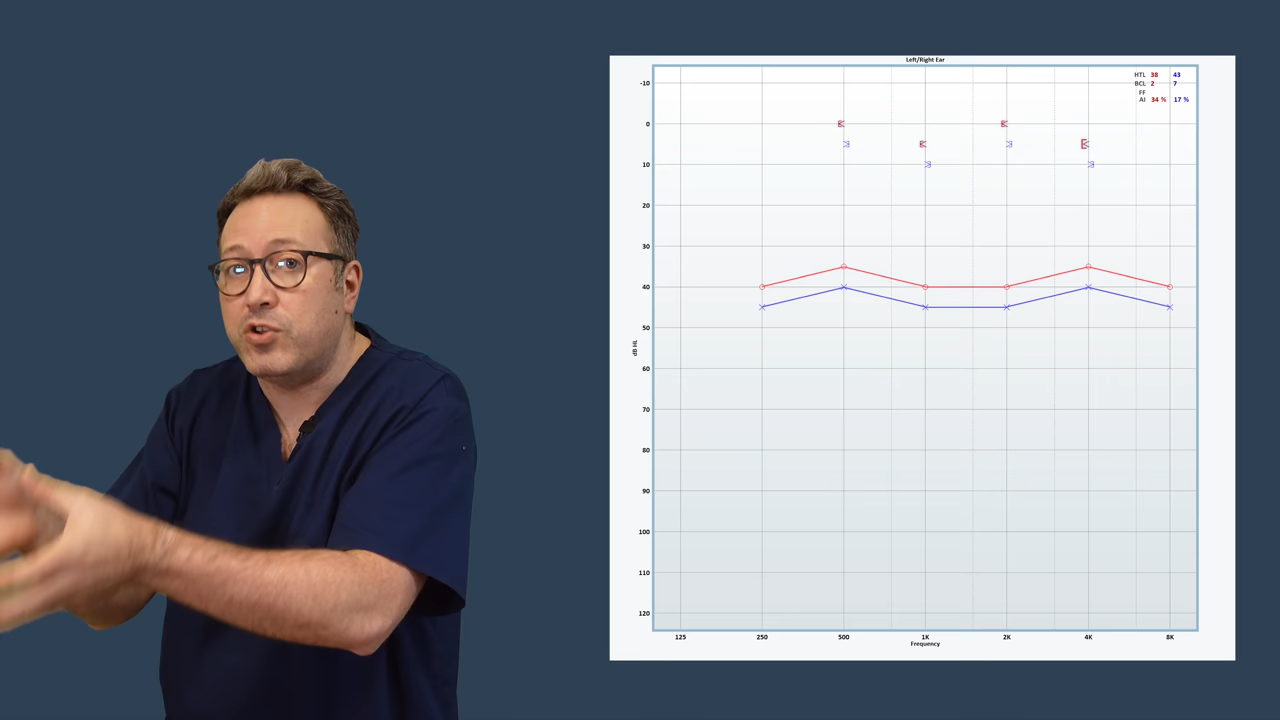 Left/Right Ear
HTL 38 43
BCL 2 7
FF
AI 34 % 17 %
-10
0
10
20
30
40
50
60
70
80
90
100
110
120
dB HL
125 250 500 1K 2K 4K 8K
Frequency